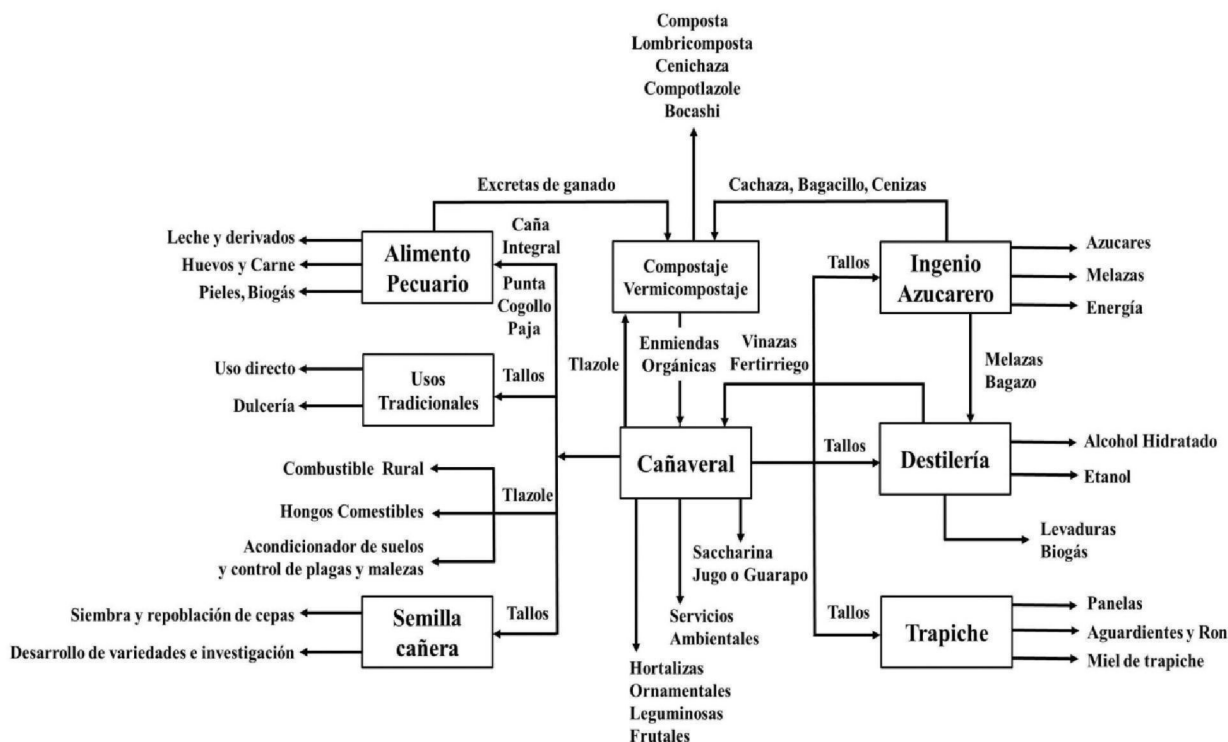 Composta
Lombricomposta
Cenichaza
Compotlazole
Bocashi
Excretas de ganado
Cachaza, Bagacillo, Cenizas
Leche y derivados
Huevos y Carne
Pieles, Biogás
Alimento
Pecuario
Caña
Integral
Punta
Cogollo
Paja
Compostaje
Vermicompostaje
Tallos
Ingenio
Azucarero
Azucares
Melazas
Energía
Uso directo
Dulcería
Usos
Tradicionales
Tallos
Tlazole
Enmiendas
Orgánicas
Vinazas
Fertirriego
Melazas
Bagazo
Combustible Rural
Hongos Comestibles
Acondicionador de suelos
y control de plagas y malezas
Tlazole
Cañaveral
Tallos
Destilería
Alcohol Hidratado
Etanol
Levaduras
Biogás
Saccharina
Jugo o Guarapo
Servicios
Ambientales
Hortalizas
Ornamentales
Leguminosas
Frutales
Siembra y repoblación de cepas
Desarrollo de variedades e investigación
Semilla
cañera
Tallos
Tallos
Trapiche
Panelas
Aguardientes y Ron
Miel de trapiche